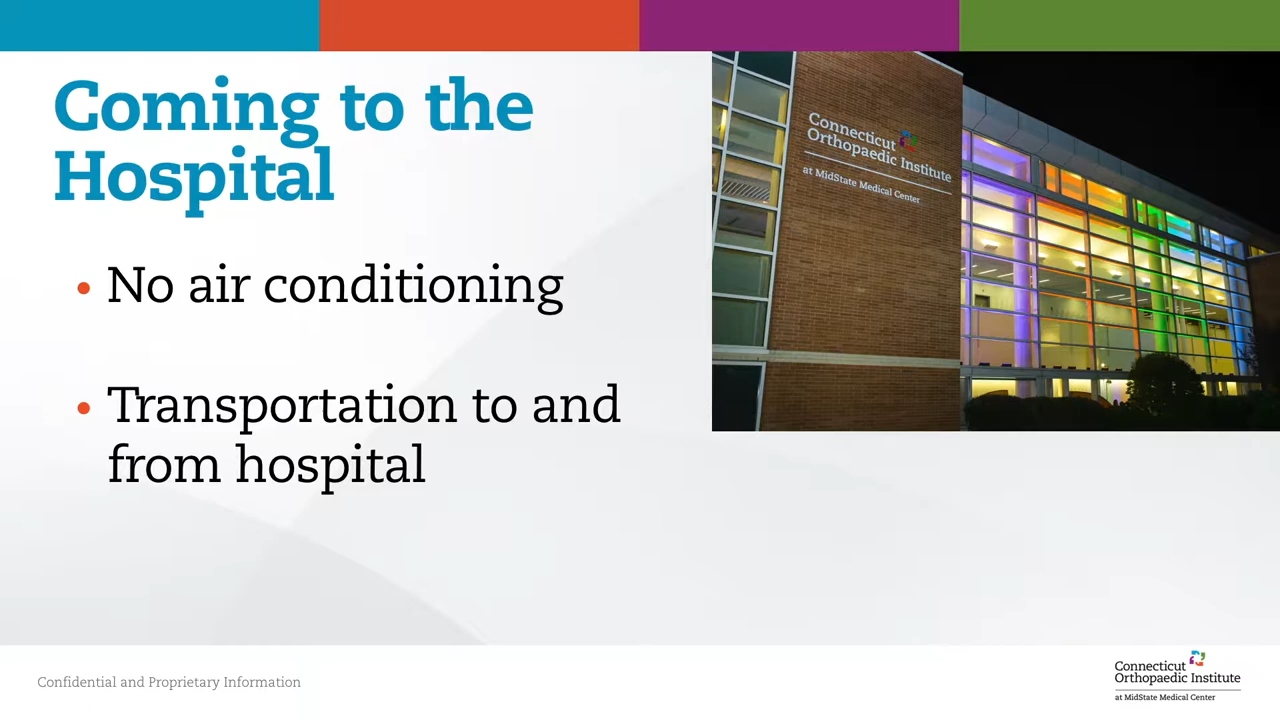 Coming to the
Hospital
• No air conditioning
• Transportation to and
from hospital
Connecticut
Orthopaedic Institute
at MidState Medical Center
Confidential and Proprietary Information
Connecticut
Orthopaedic Institute
at MidState Medical Center